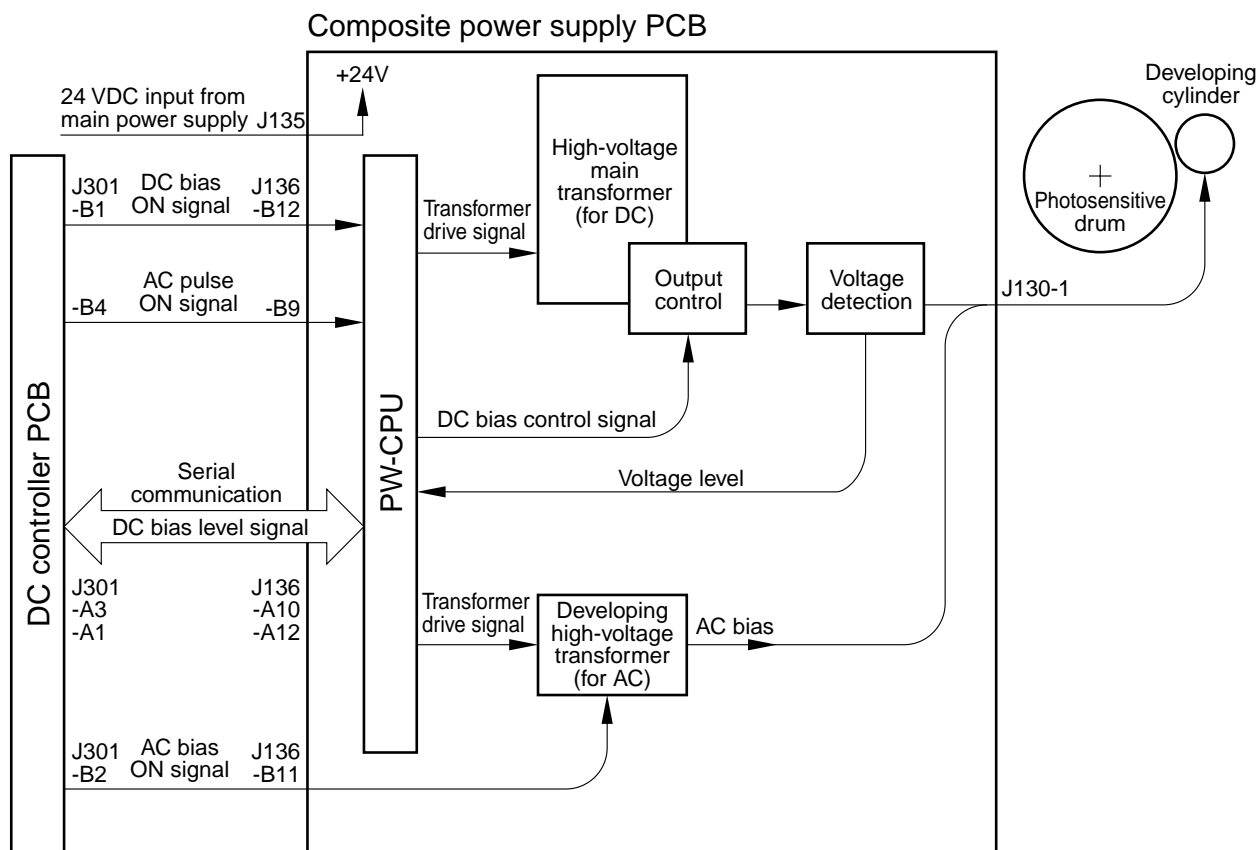 Composite power supply PCB
+24V
24 VDC input from
main power supply J135
Developing
cylinder
Photosensitive
drum
J301
-B1
DC bias
ON signal
J136
-B12
AC pulse
ON signal
-B4
-B9
DC controller PCB
PW-CPU
Transformer
drive signal
High-voltage
main
transformer
(for DC)
Output
control
Voltage
detection
J130-1
DC bias control signal
Voltage level
Serial
communication
DC bias level signal
J301
-A3
-A1
J136
-A10
-A12
Transformer
drive signal
Developing
high-voltage
transformer
(for AC)
AC bias
J301
-B2
AC bias
ON signal
J136
-B11